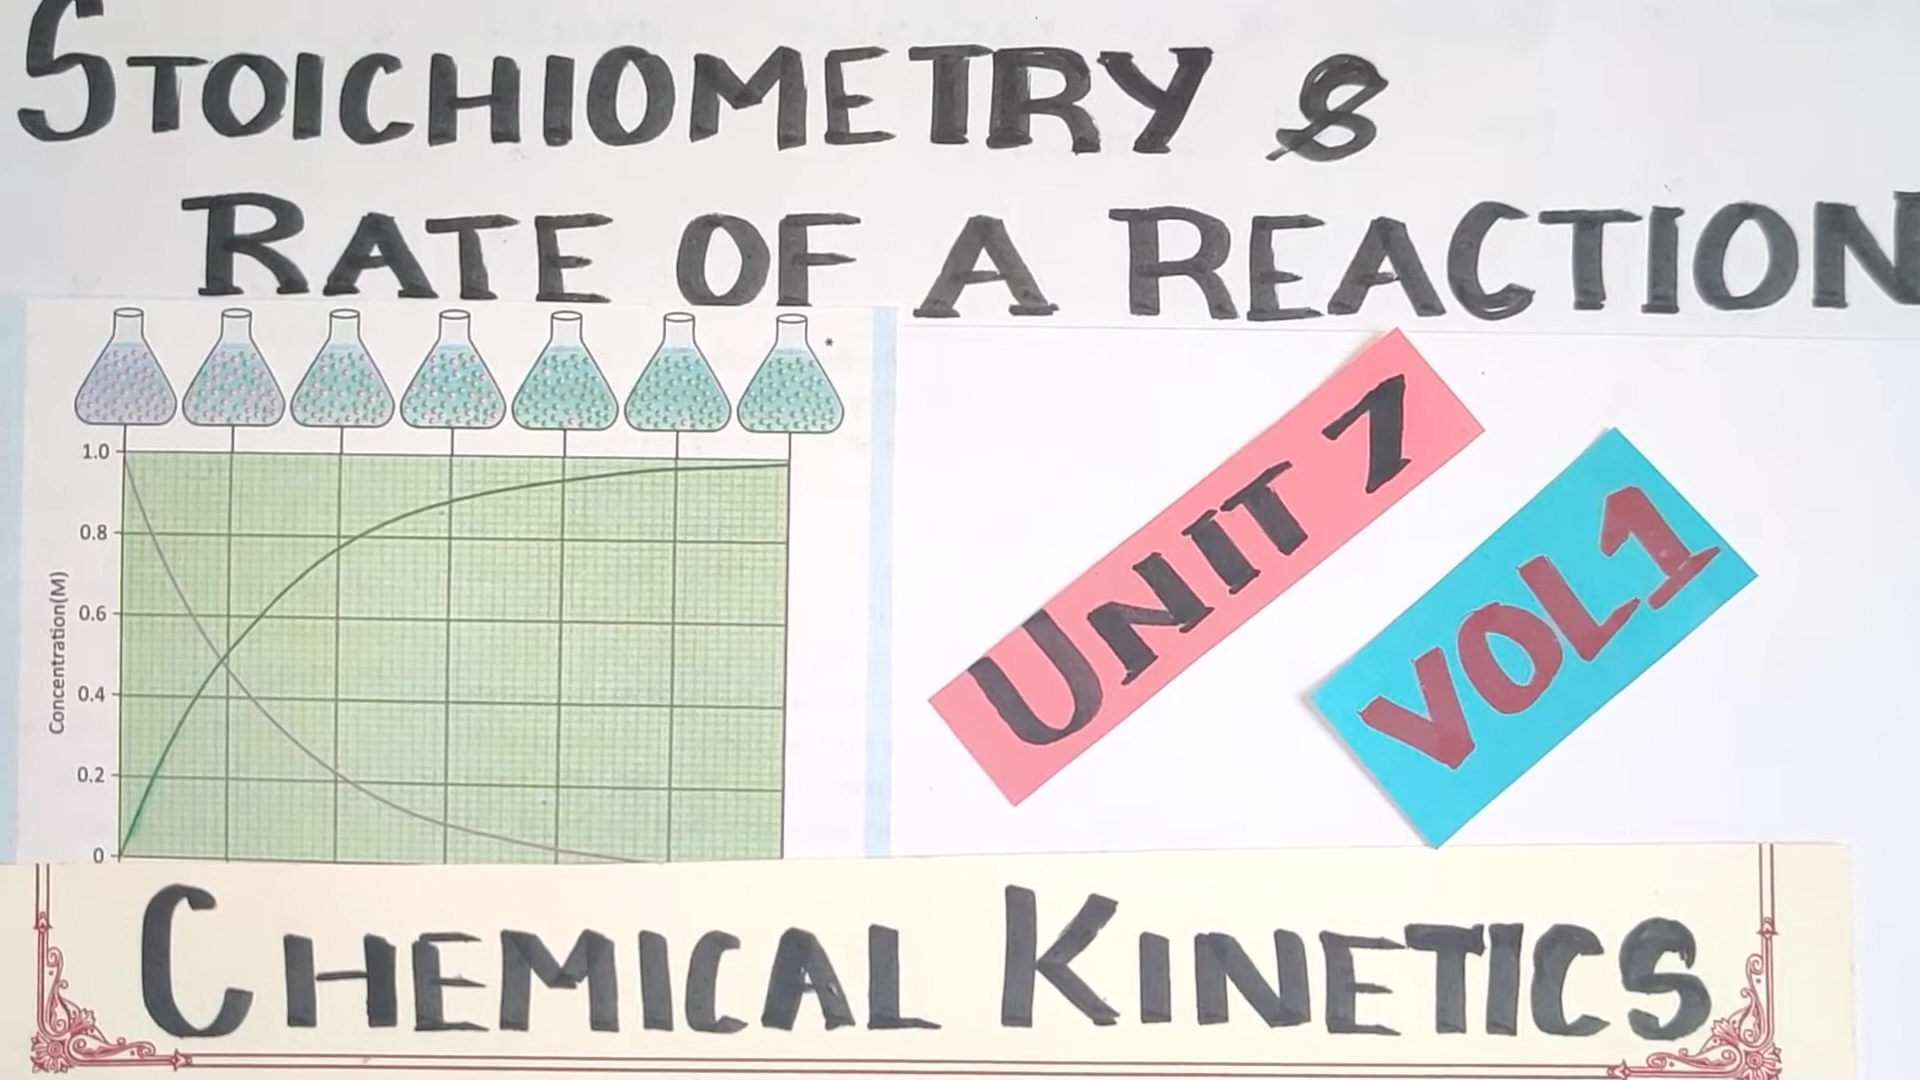 STOICHIOMETRY &
RATE OF A REACTION
*
1.0
0.8
0.6
0.4
0.2
0
Concentration(M)
UNIT 7
VOL1
CHEMICAL KINETICS